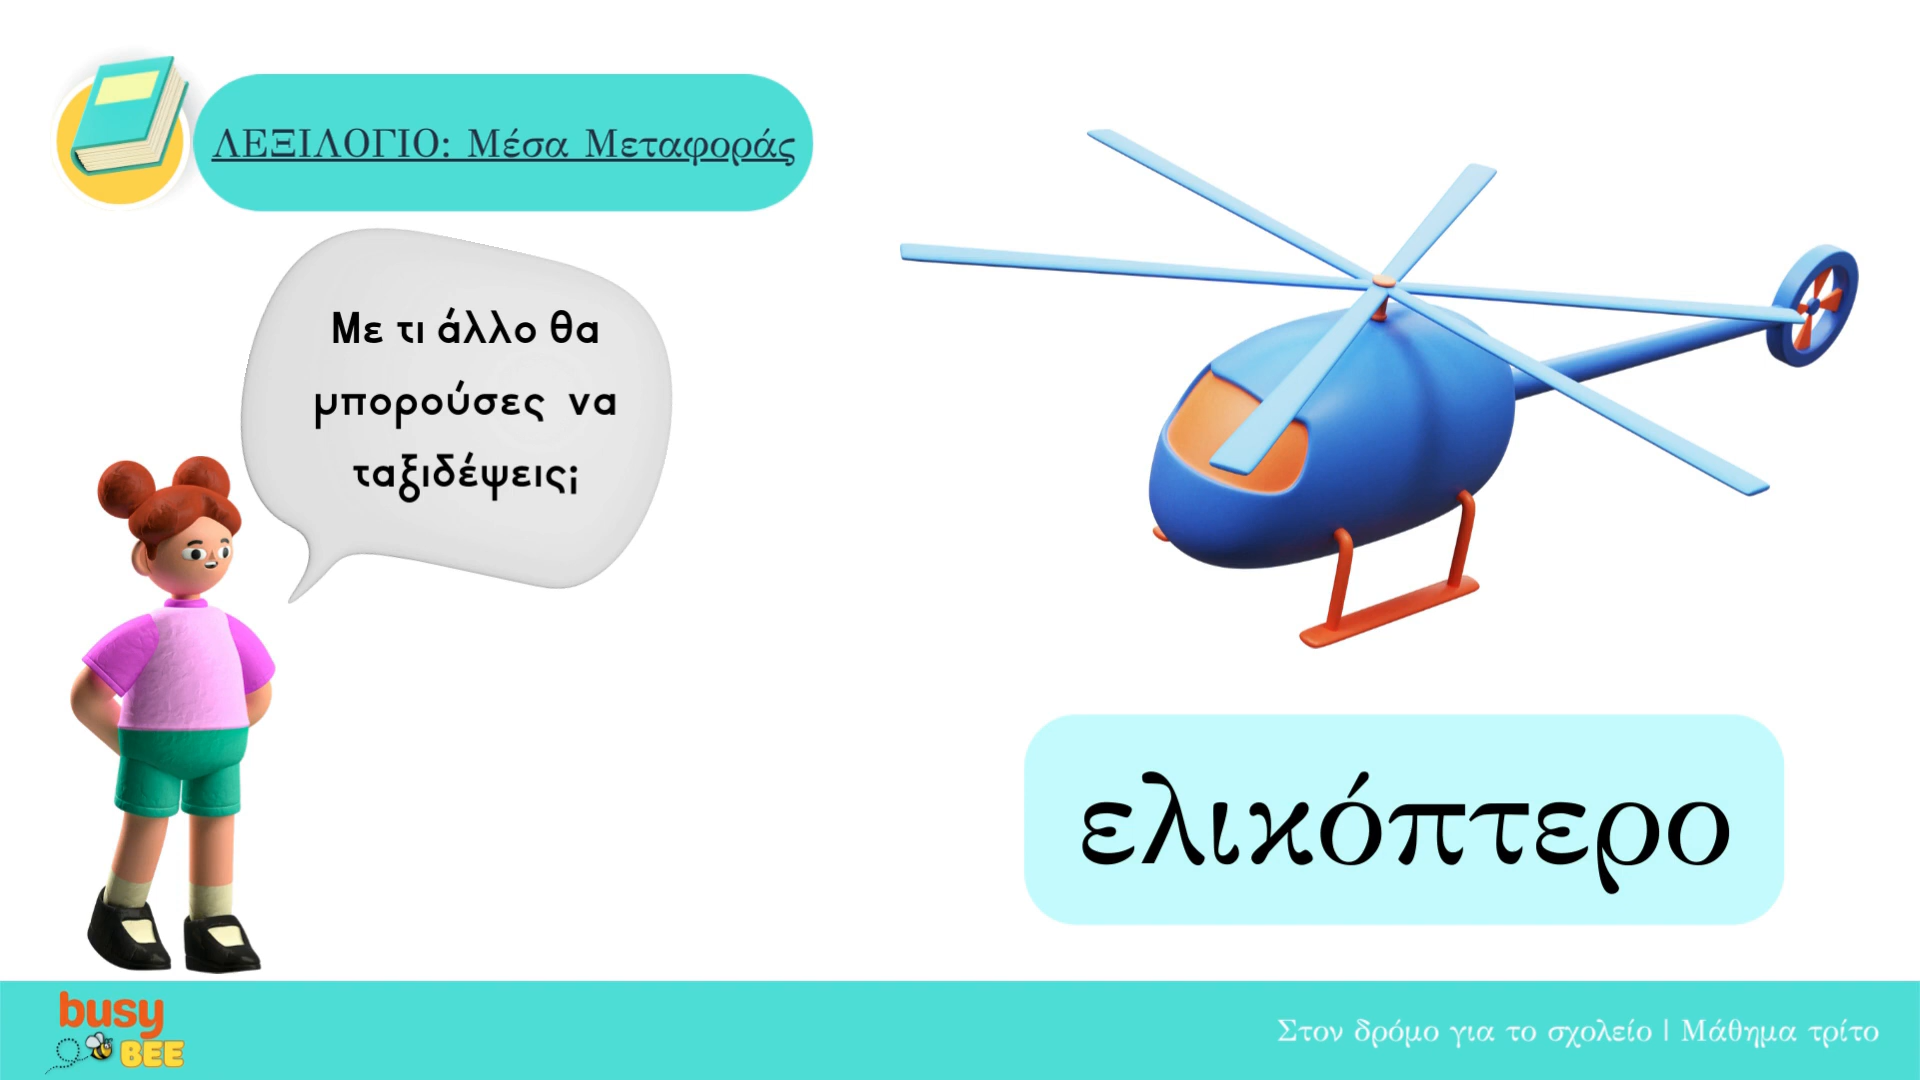 ΛΕΞΙΛΟΓΙΟ: Μέσα Μεταφοράς
Με τι άλλο θα
μπορούσες να
ταξιδέψεις¡
ελικόπτερο
busy
BEE
Στον δρόμο για το σχολείο | Μάθημα τρίτο